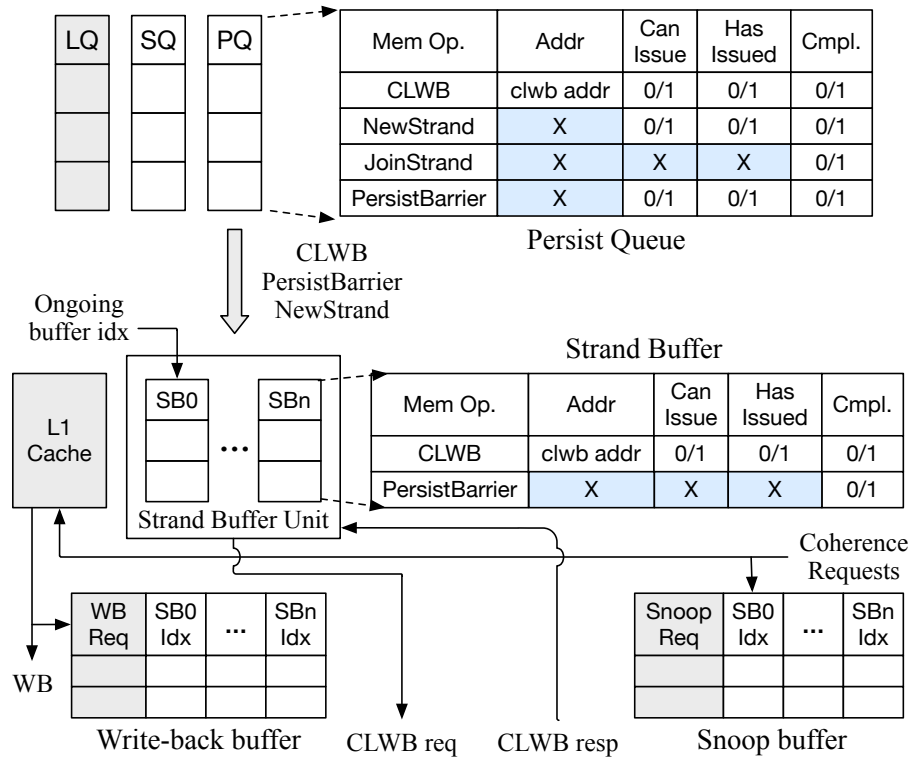 LQ SQ PQ
Mem Op. Addr Can Issue Has Issued Cmpl.
CLWB clwb addr 0/1 0/1 0/1
NewStrand X 0/1 0/1 0/1
JoinStrand X X X 0/1
PersistBarrier X 0/1 0/1 0/1
Persist Queue
CLWB
PersistBarrier
NewStrand
Ongoing
buffer idx
Strand Buffer
L1
Cache
SB0 ... SBn
Strand Buffer Unit
Mem Op. Addr Can Issue Has Issued Cmpl.
CLWB clwb addr 0/1 0/1 0/1
PersistBarrier X X X 0/1
Coherence
Requests
WB Req SB0 Idx ... SBn Idx
WB
Write-back buffer
CLWB req
CLWB resp
Snoop Req SB0 Idx ... SBn Idx
Snoop buffer